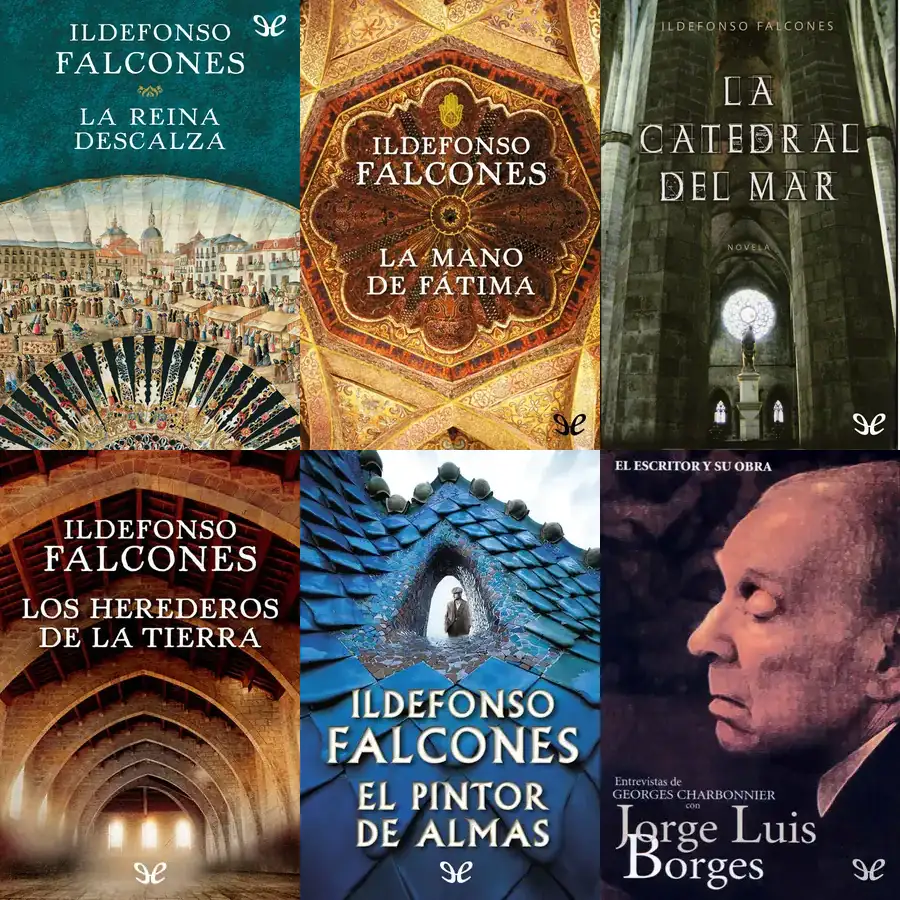 ILDEFONSO
FALCONES
LA REINA
DESCALZA
ILDEFONSO
FALCONES
LA MANO
DE FÁTIMA
ILDEFONSO FALCONES
LA
CATEDRAL
DEL MAR
NOVELA
ILDEFONSO
FALCONES
LOS HEREDEROS
DE LA TIERRA
ILDEFONSO
FALCONES
EL PINTOR
DE ALMAS
EL ESCRITOR Y SU OBRA
Entrevistas de
GEORGES CHARBONNIER
con
Jorge Luis
Borges